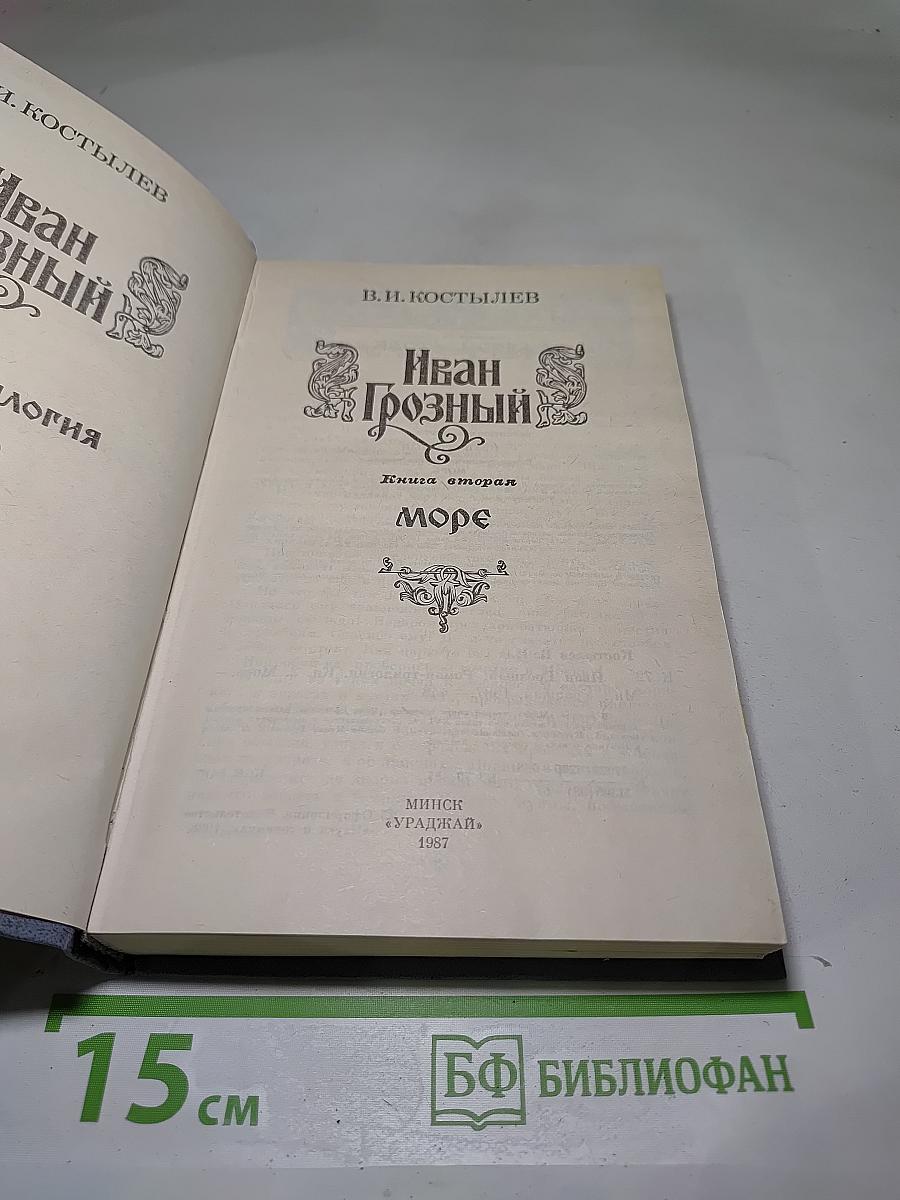 И. КОСТЫЛЕВ
Иван
зный
логия
В. И. КОСТЫЛЕВ
Иван
Грозный
Книга вторая
море
МИНСК
«УРАДЖАЙ»
1987
15 см
БФ БИБЛИОФАН